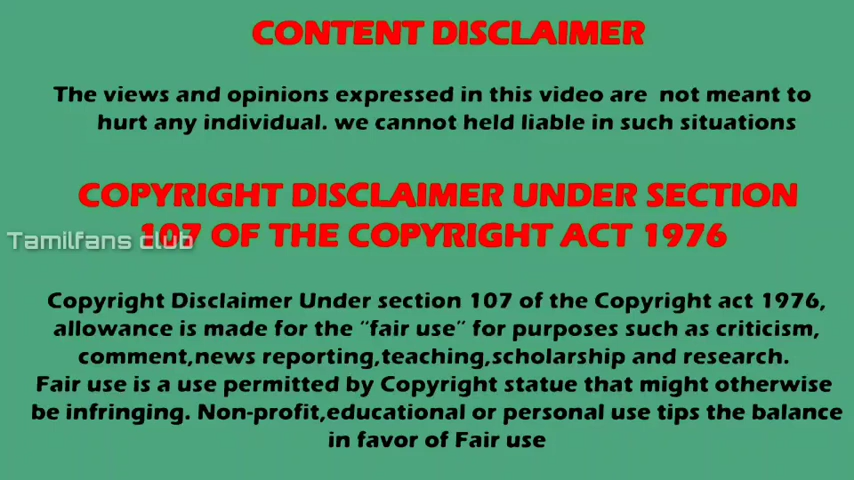 CONTENT DISCLAIMER
The views and opinions expressed in this video are not meant to
hurt any individual. we cannot held liable in such situations
COPYRIGHT DISCLAIMER UNDER SECTION
107 OF THE COPYRIGHT ACT 1976
Tamilfans club
Copyright Disclaimer Under section 107 of the Copyright act 1976,
allowance is made for the “fair use” for purposes such as criticism,
comment,news reporting,teaching,scholarship and research.
Fair use is a use permitted by Copyright statue that might otherwise
be infringing. Non-profit,educational or personal use tips the balance
in favor of Fair use